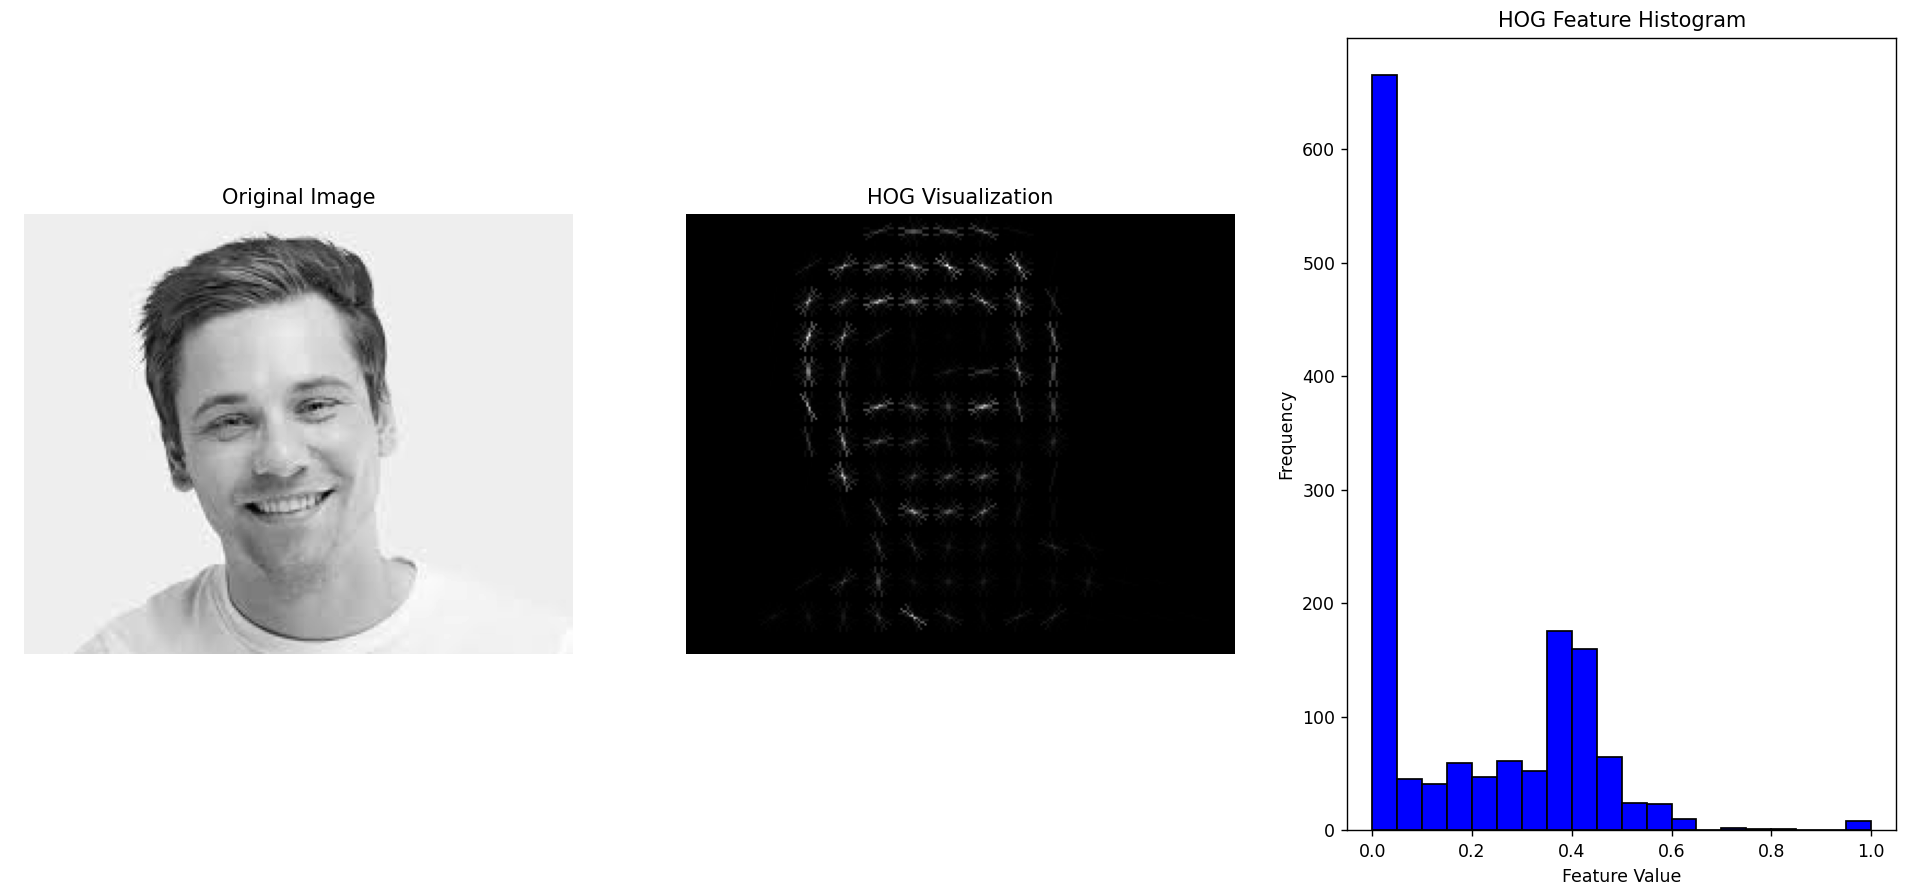 Original Image
HOG Visualization
HOG Feature Histogram
Frequency
600
500
400
300
200
100
0
0.0 0.2 0.4 0.6 0.8 1.0
Feature Value